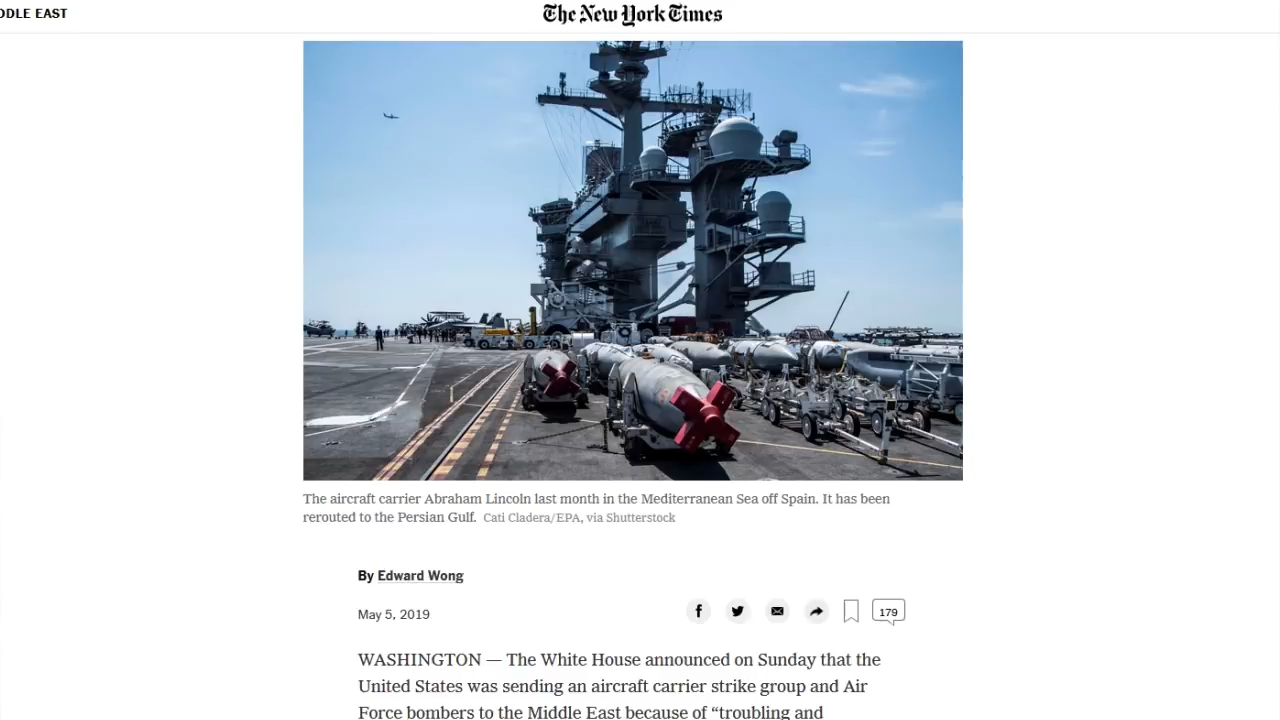 DDLE EAST
The New York Times
The aircraft carrier Abraham Lincoln last month in the Mediterranean Sea off Spain. It has been
rerouted to the Persian Gulf. Cati Cladera/EPA, via Shutterstock
By Edward Wong
May 5, 2019
179
WASHINGTON — The White House announced on Sunday that the
United States was sending an aircraft carrier strike group and Air
Force bombers to the Middle East because of “troubling and